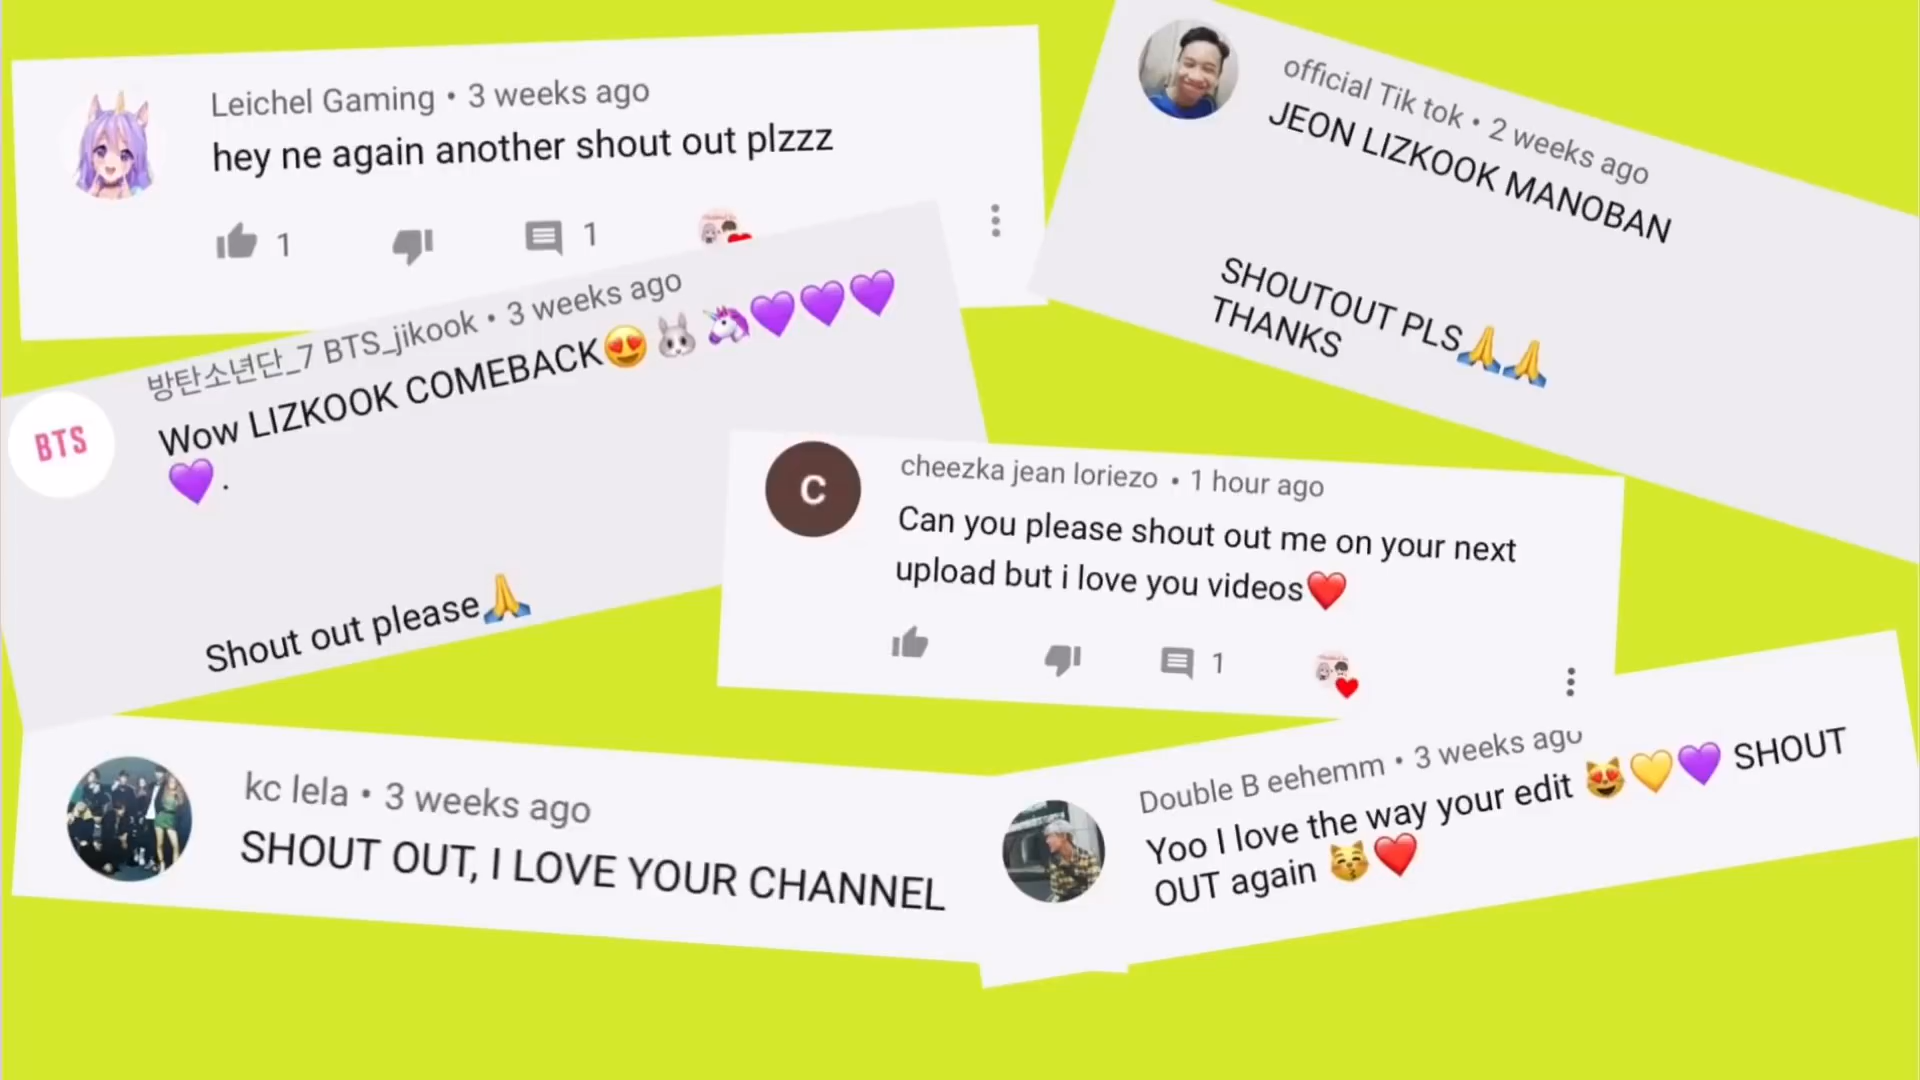 Leichel Gaming • 3 weeks ago
hey ne again another shout out plzzz
1
1
official Tik tok • 2 weeks ago
JEON LIZKOOK MANOBAN
SHOUTOUT PLS🙏🙏
THANKS
방탄소년단_7 BTS_jikook • 3 weeks ago
BTS
Wow LIZKOOK COMEBACK😍🐰🦄💜💜💜
💜.
Shout out please🙏
C
cheezka jean loriezo • 1 hour ago
Can you please shout out me on your next
upload but i love you videos❤️
1
kc lela • 3 weeks ago
SHOUT OUT, I LOVE YOUR CHANNEL
Double B eehemm • 3 weeks ago
Yoo I love the way your edit 😻💛💜 SHOUT
OUT again 😽❤️